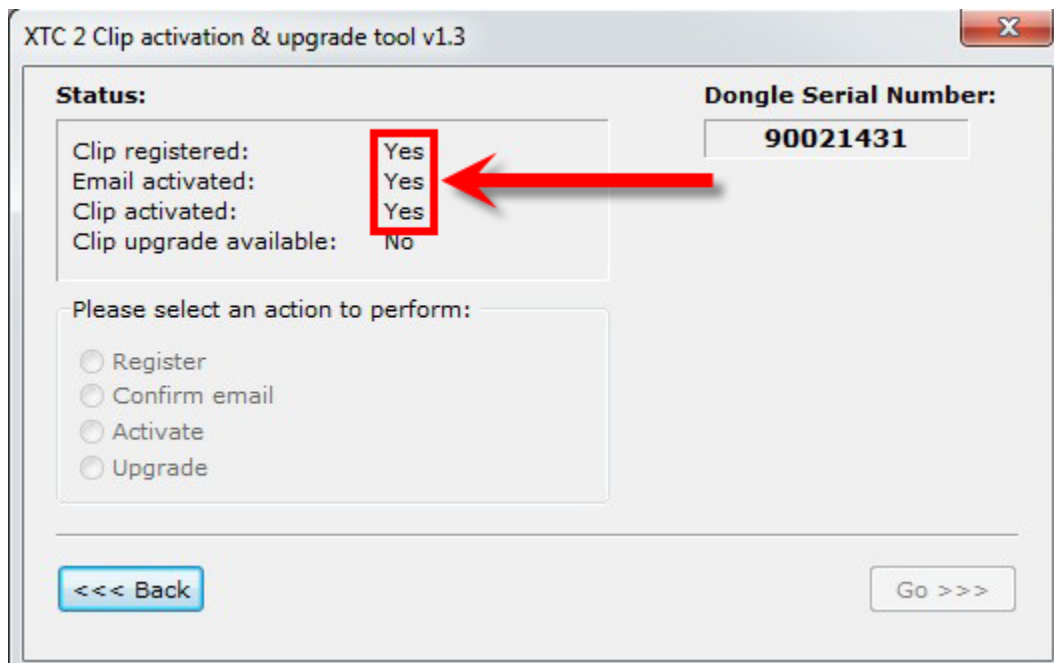 XTC 2 Clip activation & upgrade tool v1.3
x
Status:
Dongle Serial Number:
90021431
Clip registered: Yes
Email activated: Yes
Clip activated: Yes
Clip upgrade available: No
Please select an action to perform:
Register
Confirm email
Activate
Upgrade
<<< Back
Go >>>